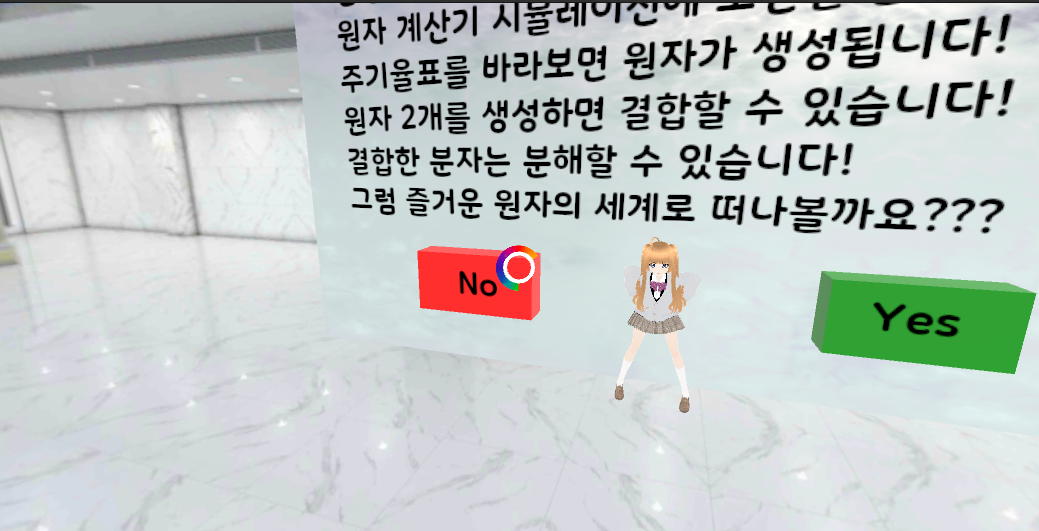 원자 계산기 시뮬레이션에
주기율표를 바라보면 원자가 생성됩니다!
원자 2개를 생성하면 결합할 수 있습니다!
결합한 분자는 분해할 수 있습니다!
그럼 즐거운 원자의 세계로 떠나볼까요???
No
Yes